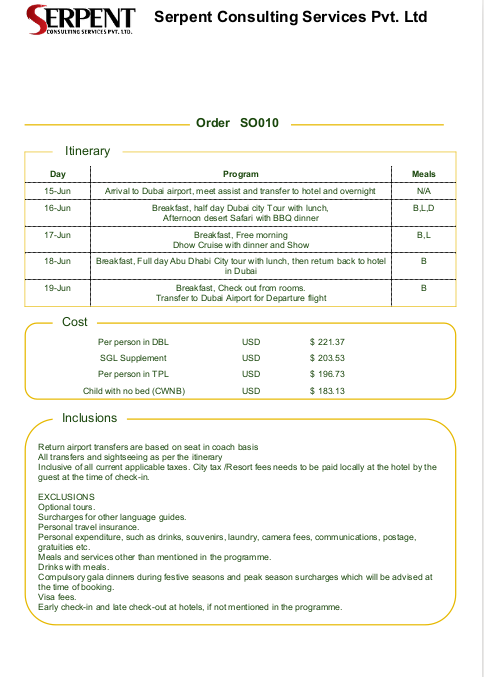 SERPENT
CONSULTING SERVICES PVT. LTD.
Serpent Consulting Services Pvt. Ltd
Order SO010
Itinerary
Day Program Meals
15-Jun Arrival to Dubai airport, meet assist and transfer to hotel and overnight N/A
16-Jun Breakfast, half day Dubai city Tour with lunch, B,L,D
Afternoon desert Safari with BBQ dinner
17-Jun Breakfast, Free morning B,L
Dhow Cruise with dinner and Show
18-Jun Breakfast, Full day Abu Dhabi City tour with lunch, then return back to hotel B
in Dubai
19-Jun Breakfast, Check out from rooms. B
Transfer to Dubai Airport for Departure flight
Cost
Per person in DBL USD $ 221.37
SGL Supplement USD $ 203.53
Per person in TPL USD $ 196.73
Child with no bed (CWNB) USD $ 183.13
Inclusions
Return airport transfers are based on seat in coach basis
All transfers and sightseeing as per the itinerary
Inclusive of all current applicable taxes. City tax /Resort fees needs to be paid locally at the hotel by the
guest at the time of check-in.
EXCLUSIONS
Optional tours.
Surcharges for other language guides.
Personal travel insurance.
Personal expenditure, such as drinks, souvenirs, laundry, camera fees, communications, postage,
gratuities etc.
Meals and services other than mentioned in the programme.
Drinks with meals.
Compulsory gala dinners during festive seasons and peak season surcharges which will be advised at
the time of booking.
Visa fees.
Early check-in and late check-out at hotels, if not mentioned in the programme.